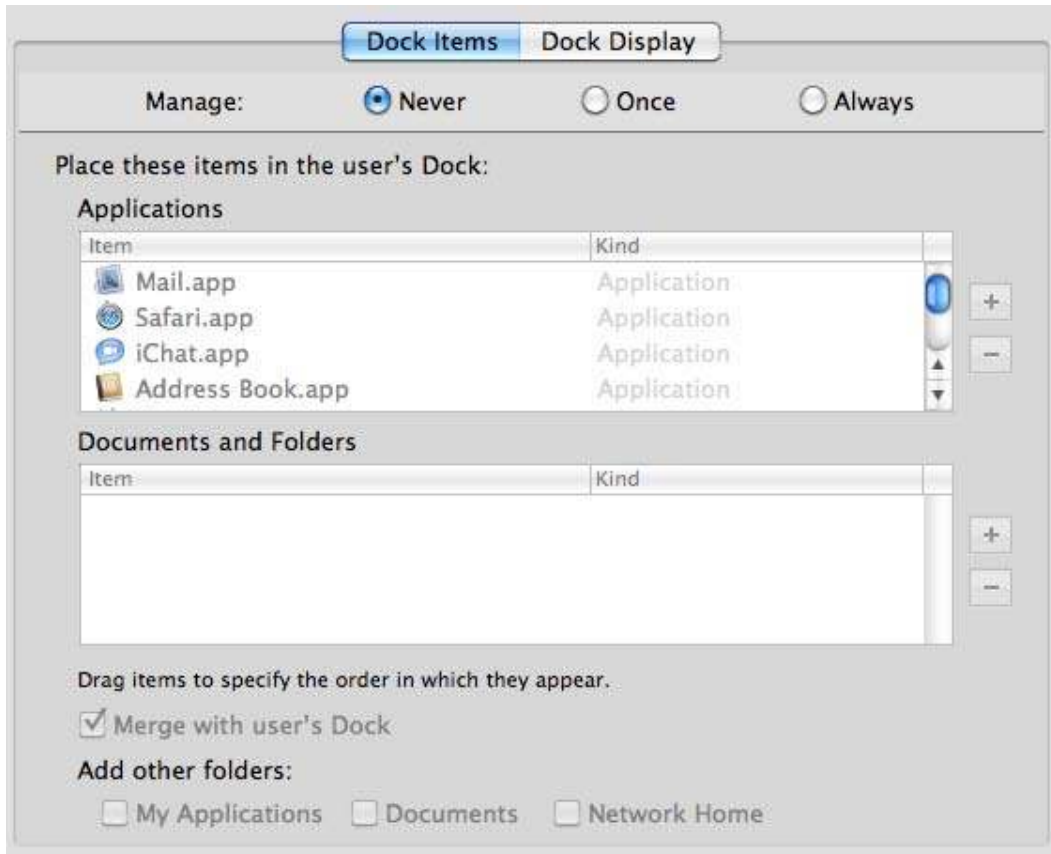 Dock Items Dock Display
Manage: Never Once Always
Place these items in the user's Dock:
Applications
Item Kind
Mail.app Application
Safari.app Application
iChat.app Application
Address Book.app Application
Documents and Folders
Item Kind
Drag items to specify the order in which they appear.
Merge with user's Dock
Add other folders:
My Applications Documents Network Home